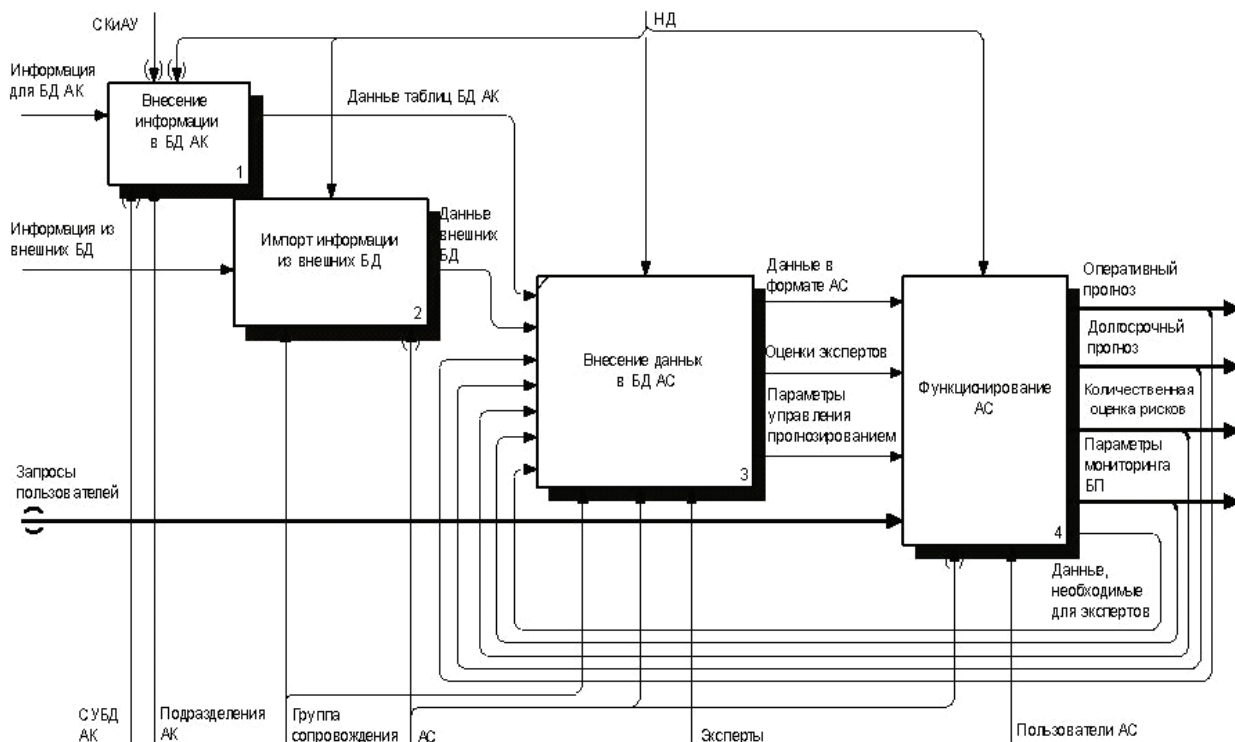 СКиАУ
НД
Информация
для БД АК
Внесение
информации
в БД АК
1
Данные таблиц БД АК
Информация из
внешних БД
Импорт информации
из внешних БД
2
Данные
внешних
БД
Внесение данык
в БД АС
3
Данные в
формате АС
Оценки экспертов
Параметры
управления
прогнозированием
Функционирование
АС
4
Оперативный
прогноз
Долгосрочный
прогноз
Количественная
оценка рисков
Параметры
мониторинга
БП
Запросы
пользователей
Данные,
необходимые
для экспертов
СУБД
АК
Подразделения
АК
Группа
сопровождения
АС
Эксперты
Пользователи АС